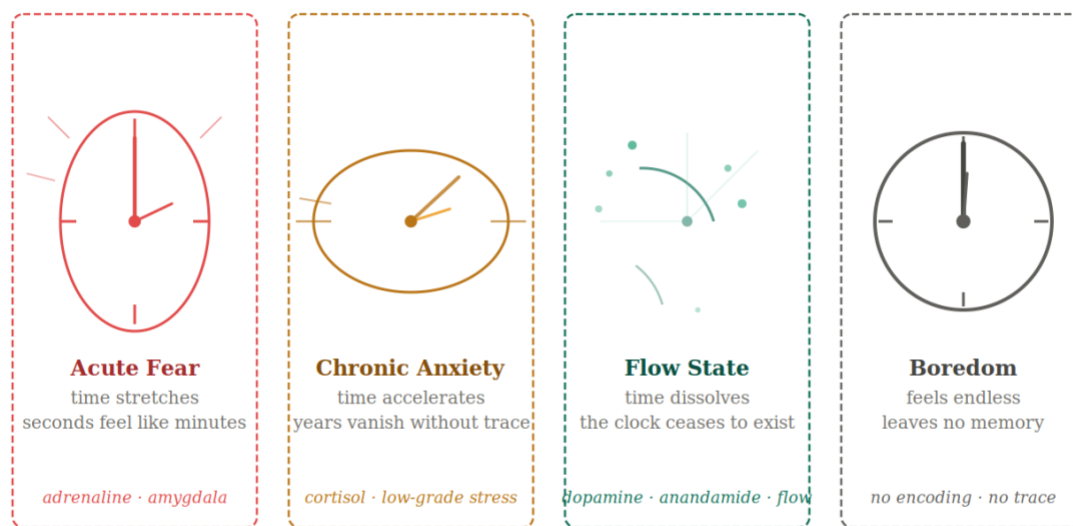 Acute Fear
time stretches
seconds feel like minutes
adrenaline · amygdala
Chronic Anxiety
time accelerates
years vanish without trace
cortisol · low-grade stress
Flow State
time dissolves
the clock ceases to exist
dopamine · anandamide · flow
Boredom
feels endless
leaves no memory
no encoding · no trace